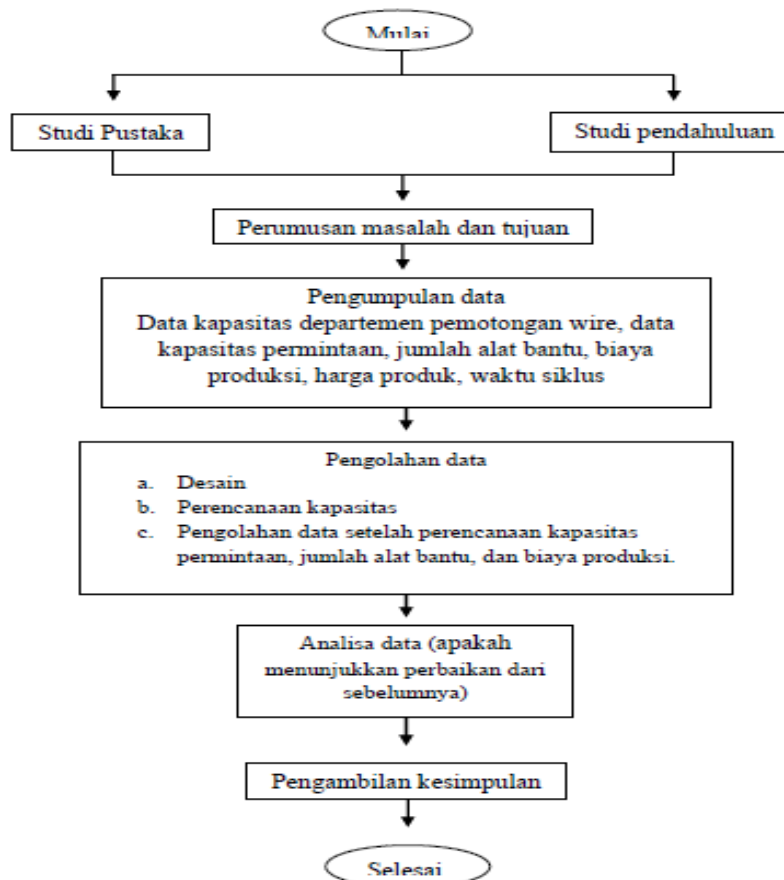 Mulai
Studi Pustaka
Studi pendahuluan
Perumusan masalah dan tujuan
Pengumpulan data
Data kapasitas departemen pemotongan wire, data
kapasitas permintaan, jumlah alat bantu, biaya
produksi, harga produk, waktu siklus
Pengolahan data
a. Desain
b. Perencanaan kapasitas
c. Pengolahan data setelah perencanaan kapasitas
permintaan, jumlah alat bantu, dan biaya produksi.
Analisa data (apakah
menunjukkan perbaikan dari
sebelumnya)
Pengambilan kesimpulan
Selesai